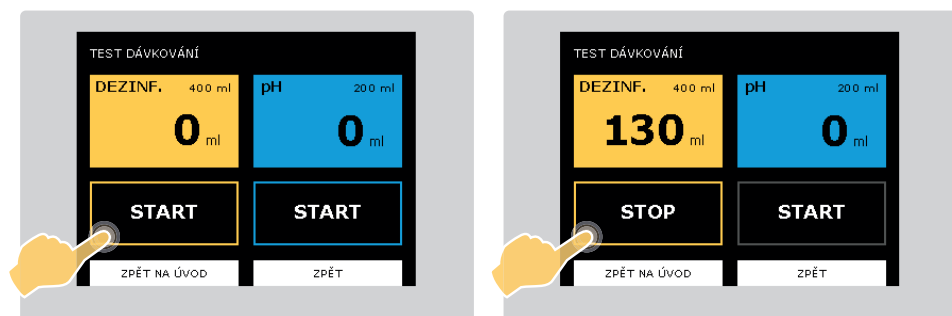 TEST DÁVKOVÁNÍ
DEZINF. 400 ml
0 ml
pH 200 ml
0 ml
START
START
ZPĚT NA ÚVOD
ZPĚT
TEST DÁVKOVÁNÍ
DEZINF. 400 ml
130 ml
pH 200 ml
0 ml
STOP
START
ZPĚT NA ÚVOD
ZPĚT